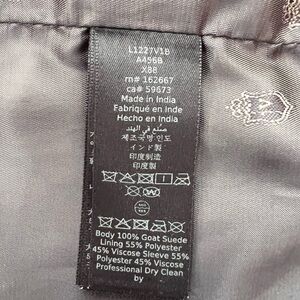 L1227V1B
A456B
X8B
rn# 162667
ca# 59673
Made in India
Fabriqué en Inde
Hecho en India
صنع في الهند
제조국명 인도
インド製
印度制造
印度製
Body 100% Goat Suede
Lining 55% Polyester
45% Viscose Sleeve 55%
Polyester 45% Viscose
Professional Dry Clean
by